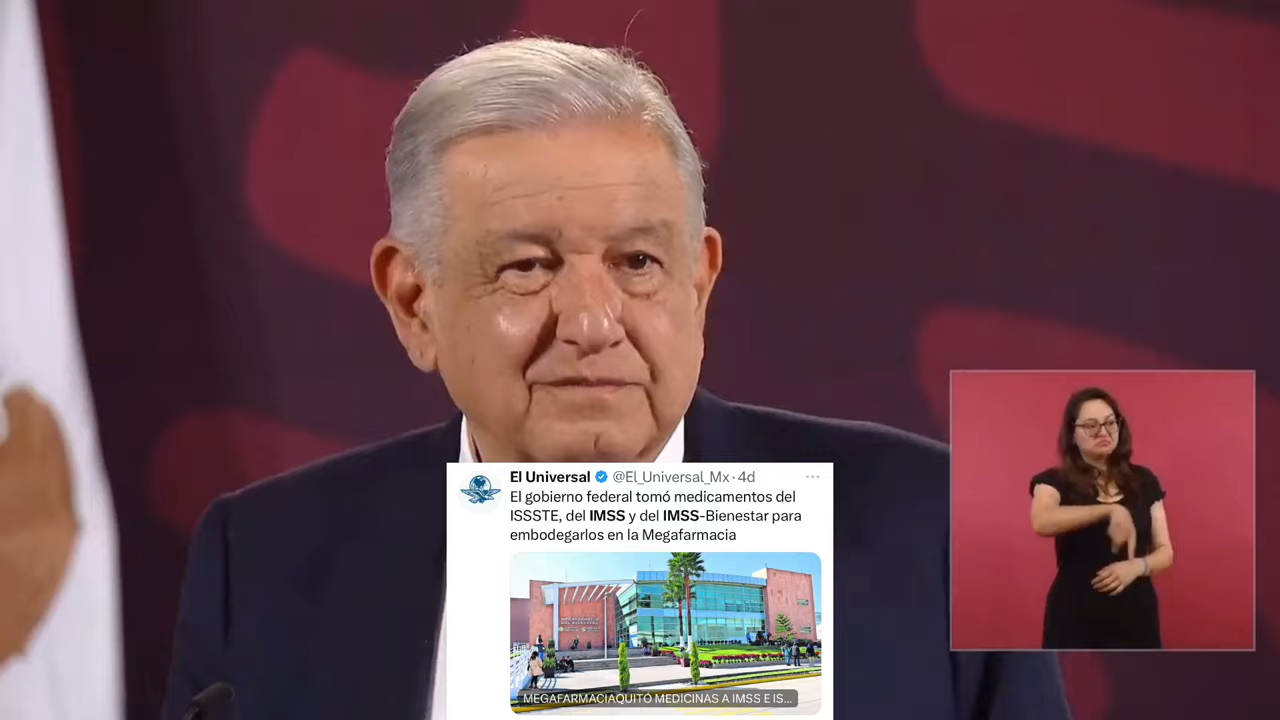 El Universal @El_Universal_Mx · 4d
El gobierno federal tomó medicamentos del
ISSSTE, del IMSS y del IMSS-Bienestar para
embodegarlos en la Megafarmacia
MEGAFARMACIAQUITÓ MEDICINAS A IMSS E IS...